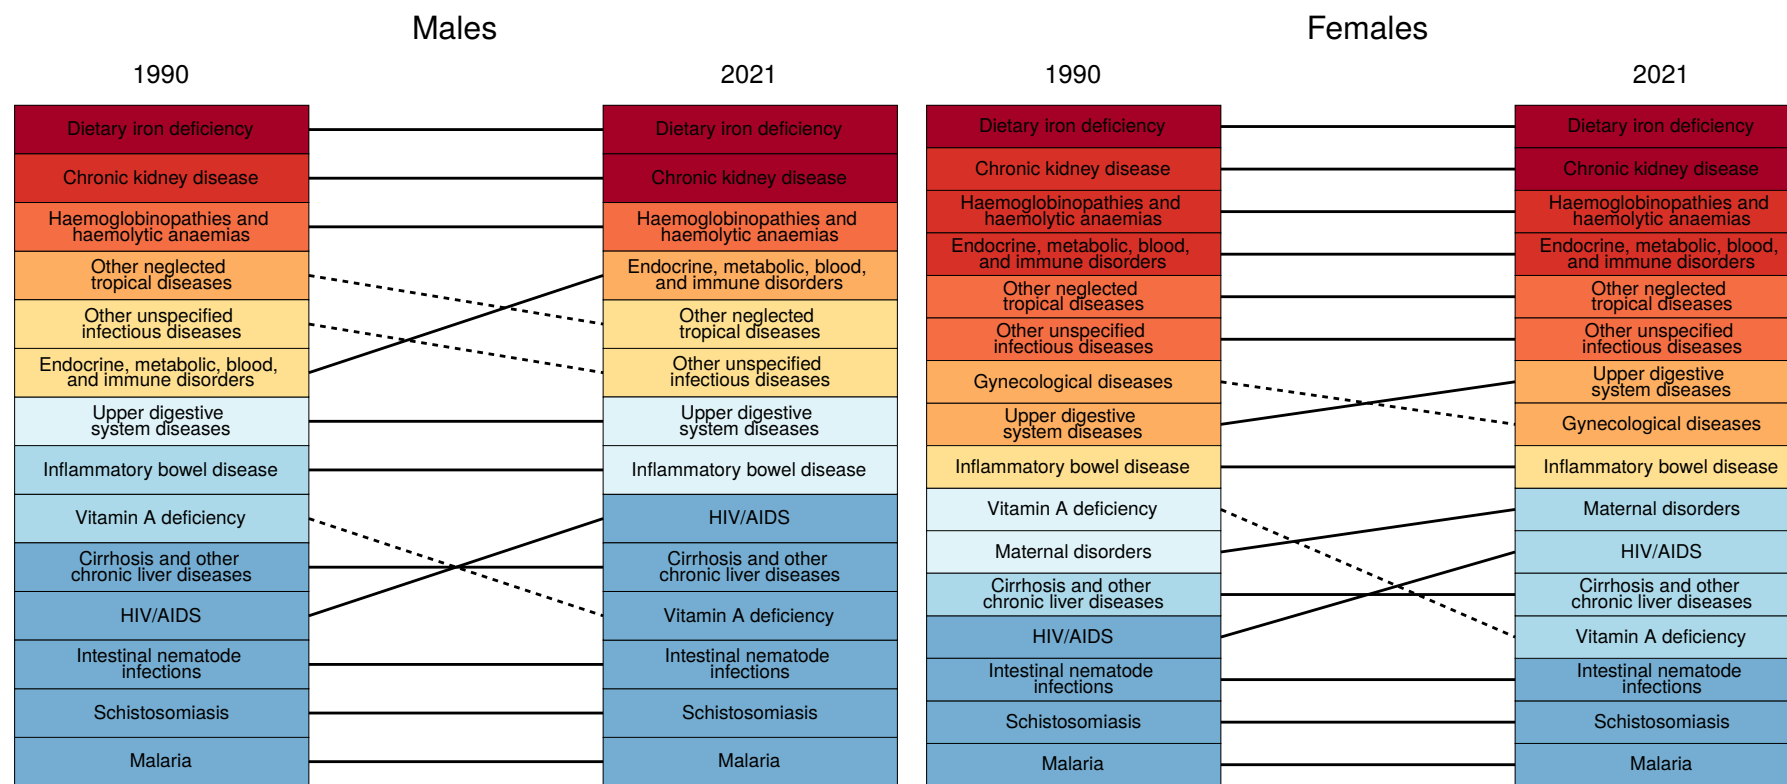 Males
1990
2021
Dietary iron deficiency
Chronic kidney disease
Haemoglobinopathies and
haemolytic anaemias
Other neglected
tropical diseases
Other unspecified
infectious diseases
Endocrine, metabolic, blood,
and immune disorders
Upper digestive
system diseases
Inflammatory bowel disease
Vitamin A deficiency
Cirrhosis and other
chronic liver diseases
HIV/AIDS
Intestinal nematode
infections
Schistosomiasis
Malaria
Dietary iron deficiency
Chronic kidney disease
Haemoglobinopathies and
haemolytic anaemias
Endocrine, metabolic, blood,
and immune disorders
Other neglected
tropical diseases
Other unspecified
infectious diseases
Upper digestive
system diseases
Inflammatory bowel disease
HIV/AIDS
Cirrhosis and other
chronic liver diseases
Vitamin A deficiency
Intestinal nematode
infections
Schistosomiasis
Malaria
Females
1990
2021
Dietary iron deficiency
Chronic kidney disease
Haemoglobinopathies and
haemolytic anaemias
Endocrine, metabolic, blood,
and immune disorders
Other neglected
tropical diseases
Other unspecified
infectious diseases
Gynecological diseases
Upper digestive
system diseases
Inflammatory bowel disease
Vitamin A deficiency
Maternal disorders
Cirrhosis and other
chronic liver diseases
HIV/AIDS
Intestinal nematode
infections
Schistosomiasis
Malaria
Dietary iron deficiency
Chronic kidney disease
Haemoglobinopathies and
haemolytic anaemias
Endocrine, metabolic, blood,
and immune disorders
Other neglected
tropical diseases
Other unspecified
infectious diseases
Upper digestive
system diseases
Gynecological diseases
Inflammatory bowel disease
Maternal disorders
HIV/AIDS
Cirrhosis and other
chronic liver diseases
Vitamin A deficiency
Intestinal nematode
infections
Schistosomiasis
Malaria